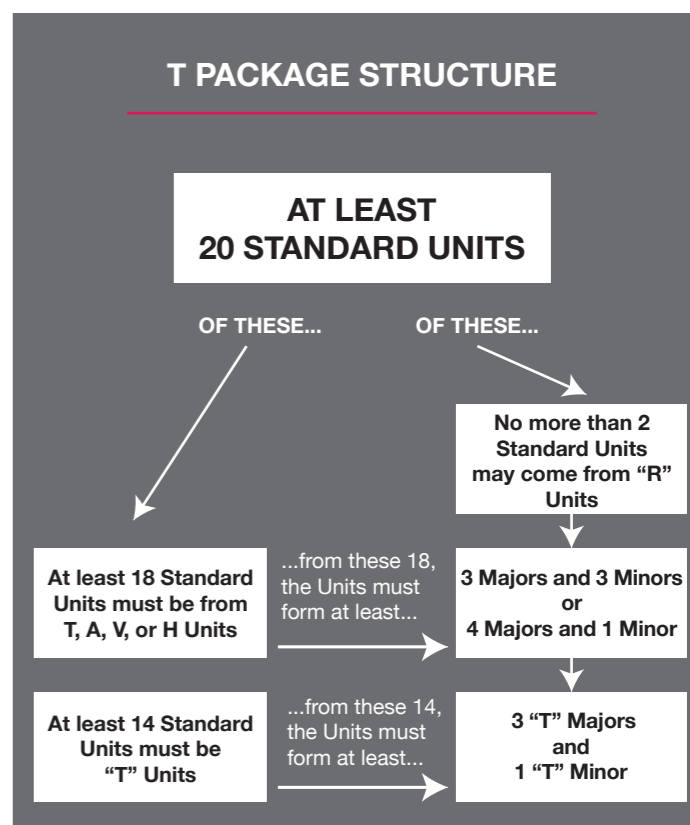 T PACKAGE STRUCTURE
AT LEAST
20 STANDARD UNITS
OF THESE...
OF THESE...
No more than 2
Standard Units
may come from “R”
Units
At least 18 Standard
Units must be from
T, A, V, or H Units
...from these 18,
the Units must
form at least...
3 Majors and 3 Minors
or
4 Majors and 1 Minor
At least 14 Standard
Units must be
“T” Units
...from these 14,
the Units must
form at least...
3 “T” Majors
and
1 “T” Minor